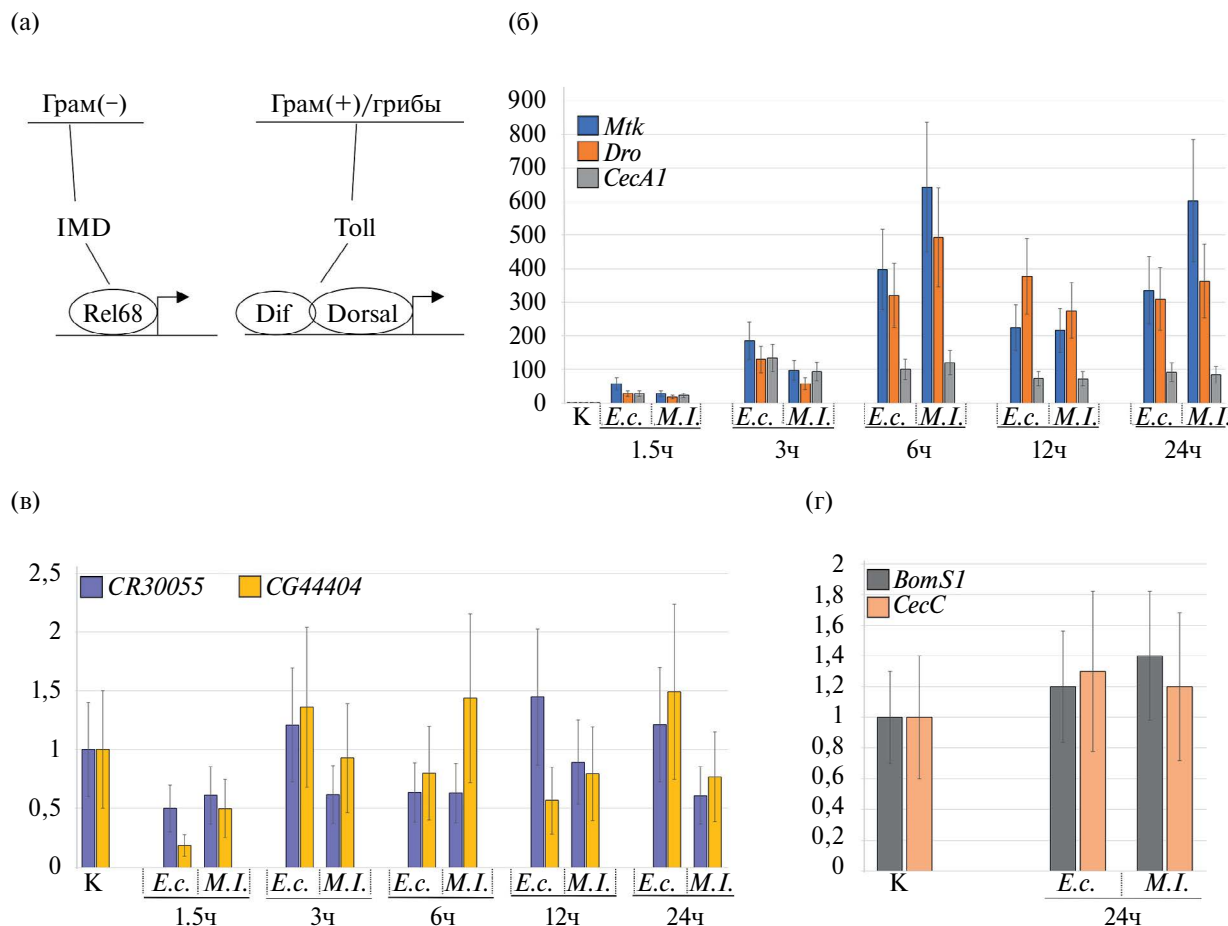 (а)
Грам(−) Грам(+)/грибы
IMD Toll
Rel68 Dif Dorsal
(б)
900
800
700
600
500
400
300
200
100
0
Mtk
Dro
CecA1
К E.c. M.I. E.c. M.I. E.c. M.I. E.c. M.I. E.c. M.I.
1.5ч 3ч 6ч 12ч 24ч
(в)
2,5
2
1,5
1
0,5
0
CR30055 CG44404
К E.c. M.I. E.c. M.I. E.c. M.I. E.c. M.I. E.c. M.I.
1.5ч 3ч 6ч 12ч 24ч
(г)
2
1,8
1,6
1,4
1,2
1
0,8
0,6
0,4
0,2
0
BomS1
CecC
К E.c. M.I.
24ч